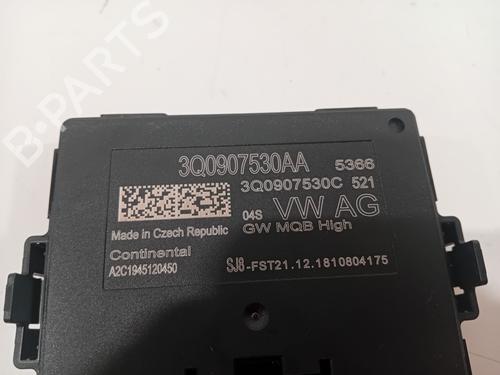 B-PARTS
3Q0907530AA 5366
3Q0907530C 521
04S VW AG
Made in Czech Republic GW MQB High
Continental
A2C1945120450 SJ8-FST21.12.1810804175